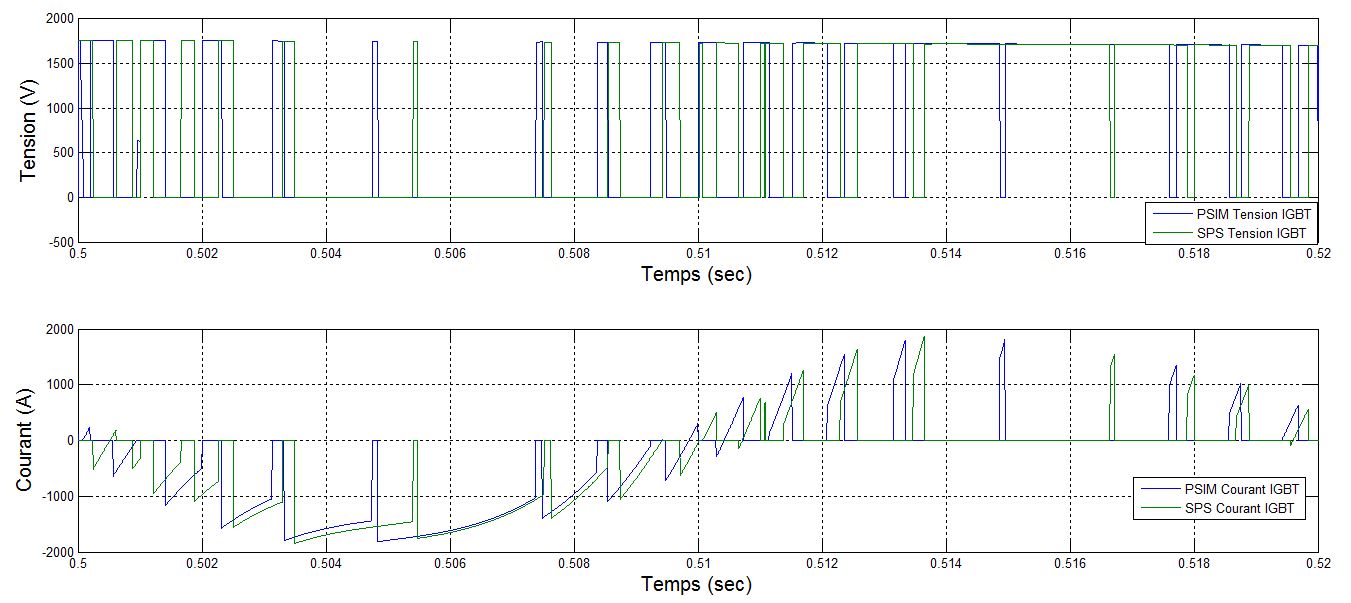 2000
1500
1000
500
0
-500
Tension (V)
0.5 0.502 0.504 0.506 0.508 0.51 0.512 0.514 0.516 0.518 0.52
Temps (sec)
PSIM Tension IGBT
SPS Tension IGBT
2000
1000
0
-1000
-2000
Courant (A)
0.5 0.502 0.504 0.506 0.508 0.51 0.512 0.514 0.516 0.518 0.52
Temps (sec)
PSIM Courant IGBT
SPS Courant IGBT